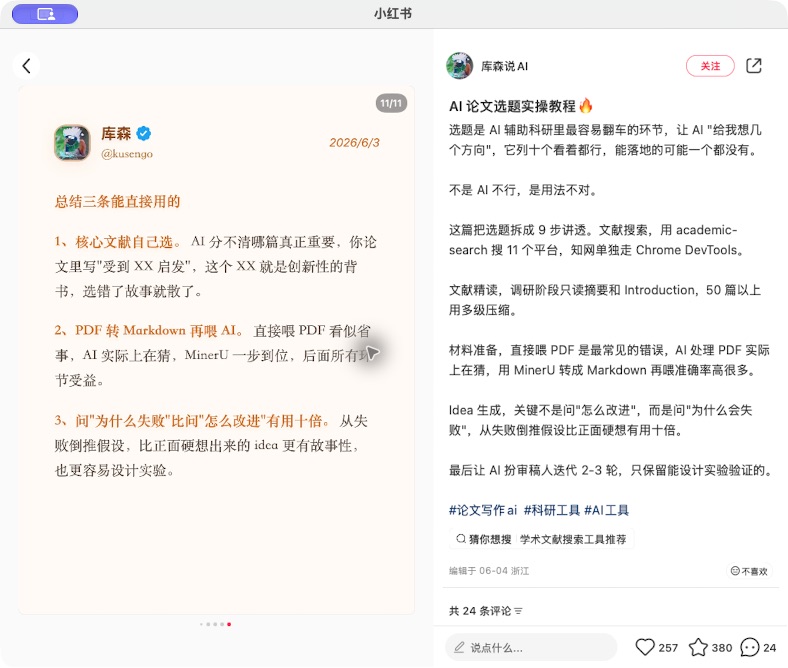 小红书
11/11
库森
@kusengo
2026/6/3
总结三条能直接用的
1、核心文献自己选。 AI 分不清哪篇真正重要，你论
文里写"受到 XX 启发"，这个 XX 就是创新性的背
书，选错了故事就散了。
2、PDF 转 Markdown 再喂 AI。 直接喂 PDF 看似省
事，AI 实际上在猜，MinerU 一步到位，后面所有
节受益。
3、问"为什么失败"比问"怎么改进"有用十倍。 从失
败倒推假设，比正面硬想出来的 idea 更有故事性，
也更容易设计实验。
库森说AI
关注
AI 论文选题实操教程🔥
选题是 AI 辅助科研里最容易翻车的环节，让 AI "给我想几
个方向"，它列十个看着都行，能落地的可能一个都没有。
不是 AI 不行，是用法不对。
这篇把选题拆成 9 步讲透。文献搜索，用 academic-
search 搜 11 个平台，知网单独走 Chrome DevTools。
文献精读，调研阶段只读摘要和 Introduction，50 篇以上
用多级压缩。
材料准备，直接喂 PDF 是最常见的错误，AI 处理 PDF 实际
上在猜，用 MinerU 转成 Markdown 再喂准确率高很多。
Idea 生成，关键不是问"怎么改进"，而是问"为什么会失
败"，从失败倒推假设比正面硬想有用十倍。
最后让 AI 扮审稿人迭代 2-3 轮，只保留能设计实验验证的。
#论文写作ai #科研工具 #AI工具
猜你想搜 学术文献搜索工具推荐
编辑于 06-04 浙江
不喜欢
共 24 条评论
说点什么...
257
380
24